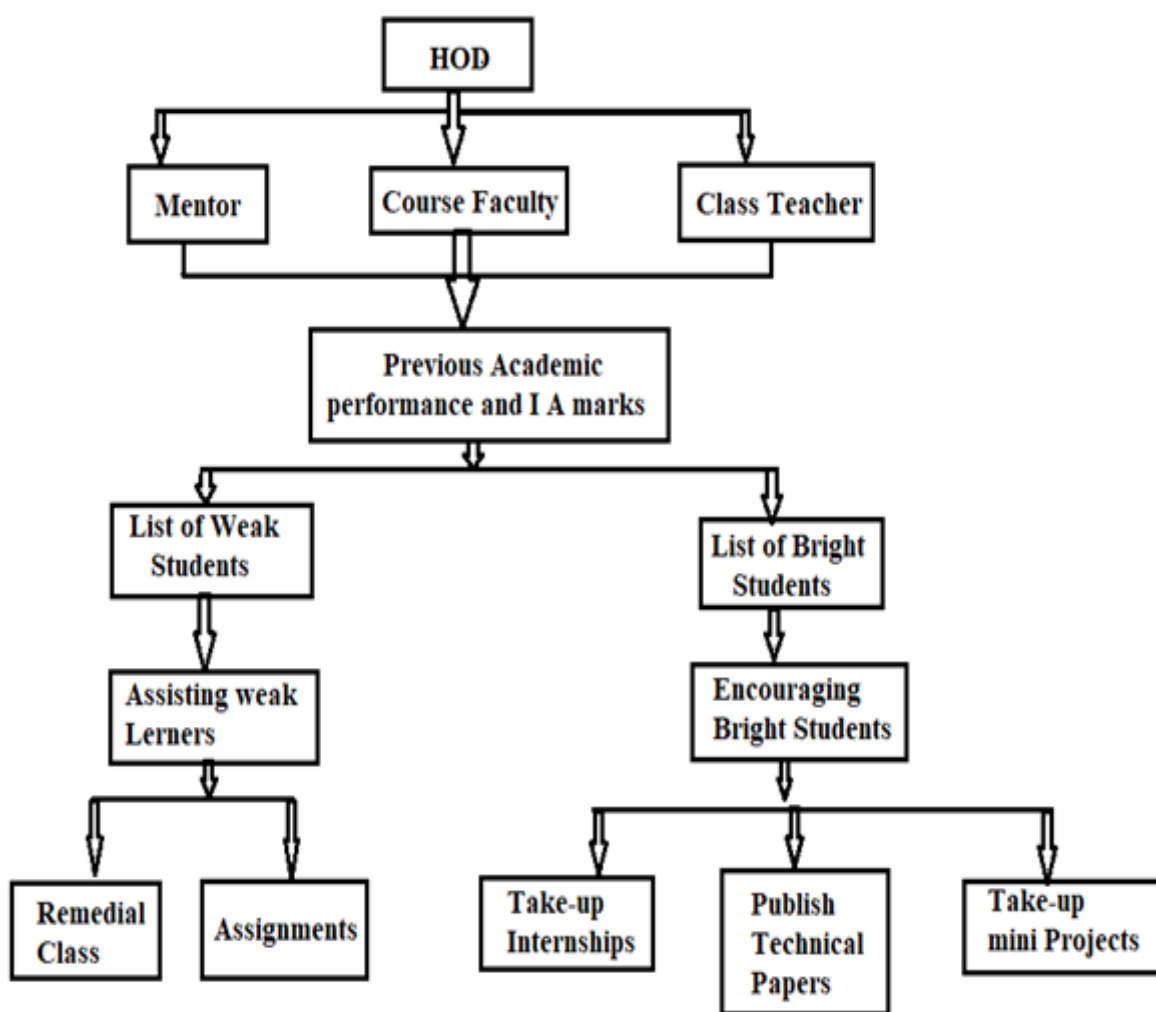 HOD
Mentor
Course Faculty
Class Teacher
Previous Academic
performance and I A marks
List of Weak
Students
List of Bright
Students
Assisting weak
Lerners
Encouraging
Bright Students
Remedial
Class
Assignments
Take-up
Internships
Publish
Technical
Papers
Take-up
mini Projects